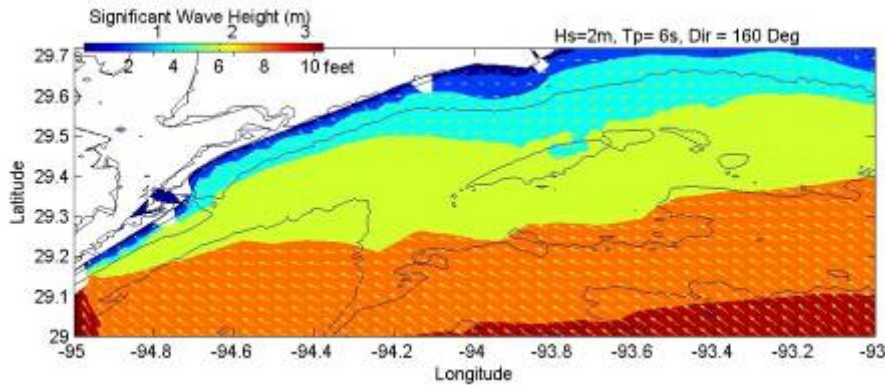 Significant Wave Height (m)
1 2 3
2 4 6 8 10 feet
Hs=2m, Tp= 6s, Dir = 160 Deg
29.7
29.6
29.5
29.4
29.3
29.2
29.1
29
Latitude
-95 -94.8 -94.6 -94.4 -94.2 -94 -93.8 -93.6 -93.4 -93.2 -93
Longitude